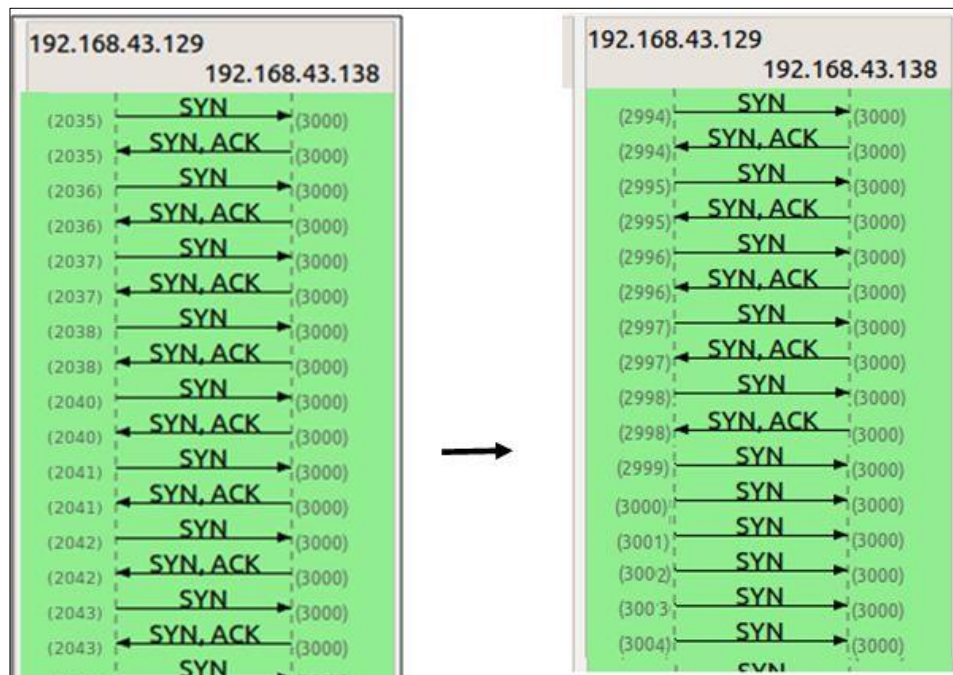 192.168.43.129
192.168.43.138
SYN
(2035) (3000)
SYN, ACK
(2035) (3000)
SYN
(2036) (3000)
SYN, ACK
(2036) (3000)
SYN
(2037) (3000)
SYN, ACK
(2037) (3000)
SYN
(2038) (3000)
SYN, ACK
(2038) (3000)
SYN
(2040) (3000)
SYN, ACK
(2040) (3000)
SYN
(2041) (3000)
SYN, ACK
(2041) (3000)
SYN
(2042) (3000)
SYN, ACK
(2042) (3000)
SYN
(2043) (3000)
SYN, ACK
(2043) (3000)
SYN
192.168.43.129
192.168.43.138
SYN
(2994) (3000)
SYN, ACK
(2994) (3000)
SYN
(2995) (3000)
SYN, ACK
(2995) (3000)
SYN
(2996) (3000)
SYN, ACK
(2996) (3000)
SYN
(2997) (3000)
SYN, ACK
(2997) (3000)
SYN
(2998) (3000)
SYN, ACK
(2998) (3000)
SYN
(2999) (3000)
SYN
(3000) (3000)
SYN
(3001) (3000)
SYN
(3002) (3000)
SYN
(3003) (3000)
SYN
(3004) (3000)
SYN